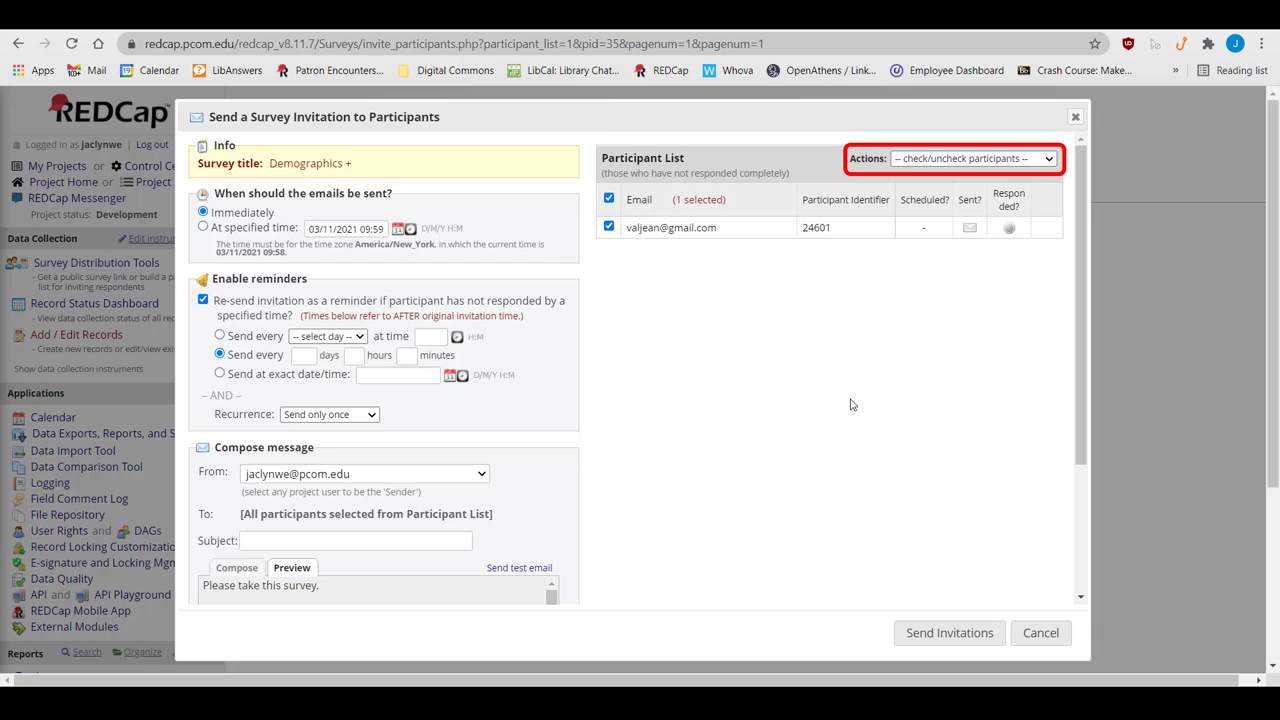 redcap.pcom.edu/redcap_v8.11.7/Surveys/invite_participants.php?participant_list=1&pid=35&pagenum=1&pagenum=1
J
Apps
10+ Mail
19 Calendar
LibAnswers
Patron Encounters...
Digital Commons
LibCal: Library Chat...
REDCap
Whova
OpenAthens / Link...
Employee Dashboard
Crash Course: Make...
»
Reading list
REDCap
Logged in as jaclynwe | Log out
My Projects or Control C
Project Home or
REDCap Messenger
Project status: Development
Data Collection Edit instru
Survey Distribution Tools
- Get a public survey link or build a p
list for inviting respondents
Record Status Dashboard
- View data collection status of all re
Add / Edit Records
- Create new records or edit/view exis
Show data collection instruments
Applications
Calendar
Data Exports, Reports, and S
Data Import Tool
Data Comparison Tool
Logging
Field Comment Log
File Repository
User Rights and DAGs
Record Locking Customizatio
E-signature and Locking Mgm
Data Quality
API and API Playground
REDCap Mobile App
External Modules
Reports Search Organize
Send a Survey Invitation to Participants
Info
Survey title: Demographics +
When should the emails be sent?
Immediately
At specified time: 03/11/2021 09:59 D/M/Y H:M
The time must be for the time zone America/New_York, in which the current time is
03/11/2021 09:58.
Enable reminders
Re-send invitation as a reminder if participant has not responded by a
specified time? (Times below refer to AFTER original invitation time.)
Send every -- select day -- at time H:M
Send every days hours minutes
Send at exact date/time: D/M/Y H:M
– AND –
Recurrence: Send only once
Compose message
From: jaclynwe@pcom.edu
(select any project user to be the 'Sender')
To: [All participants selected from Participant List]
Subject:
Compose Preview Send test email
Please take this survey.
Participant List
(those who have not responded completely)
Actions: -- check/uncheck participants --
Email (1 selected) Participant Identifier Scheduled? Sent? Respon
ded?
valjean@gmail.com 24601 -
Send Invitations Cancel